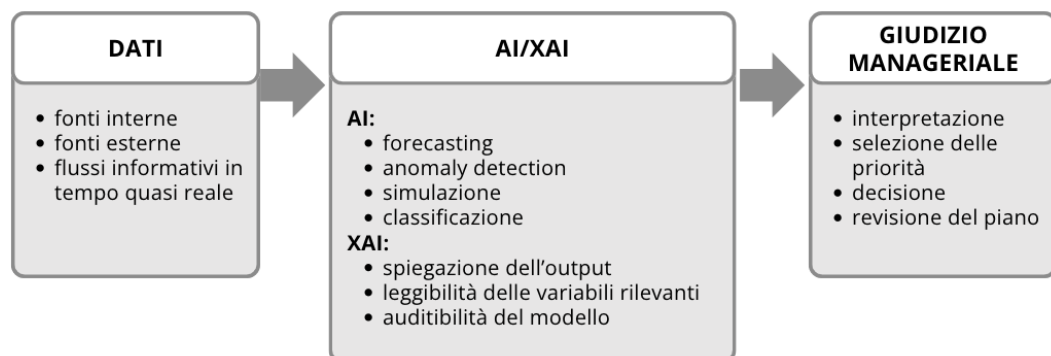 DATI
• fonti interne
• fonti esterne
• flussi informativi in
tempo quasi reale
AI/XAI
AI:
• forecasting
• anomaly detection
• simulazione
• classificazione
XAI:
• spiegazione dell'output
• leggibilità delle variabili rilevanti
• auditibilità del modello
GIUDIZIO
MANAGERIALE
• interpretazione
• selezione delle
priorità
• decisione
• revisione del piano